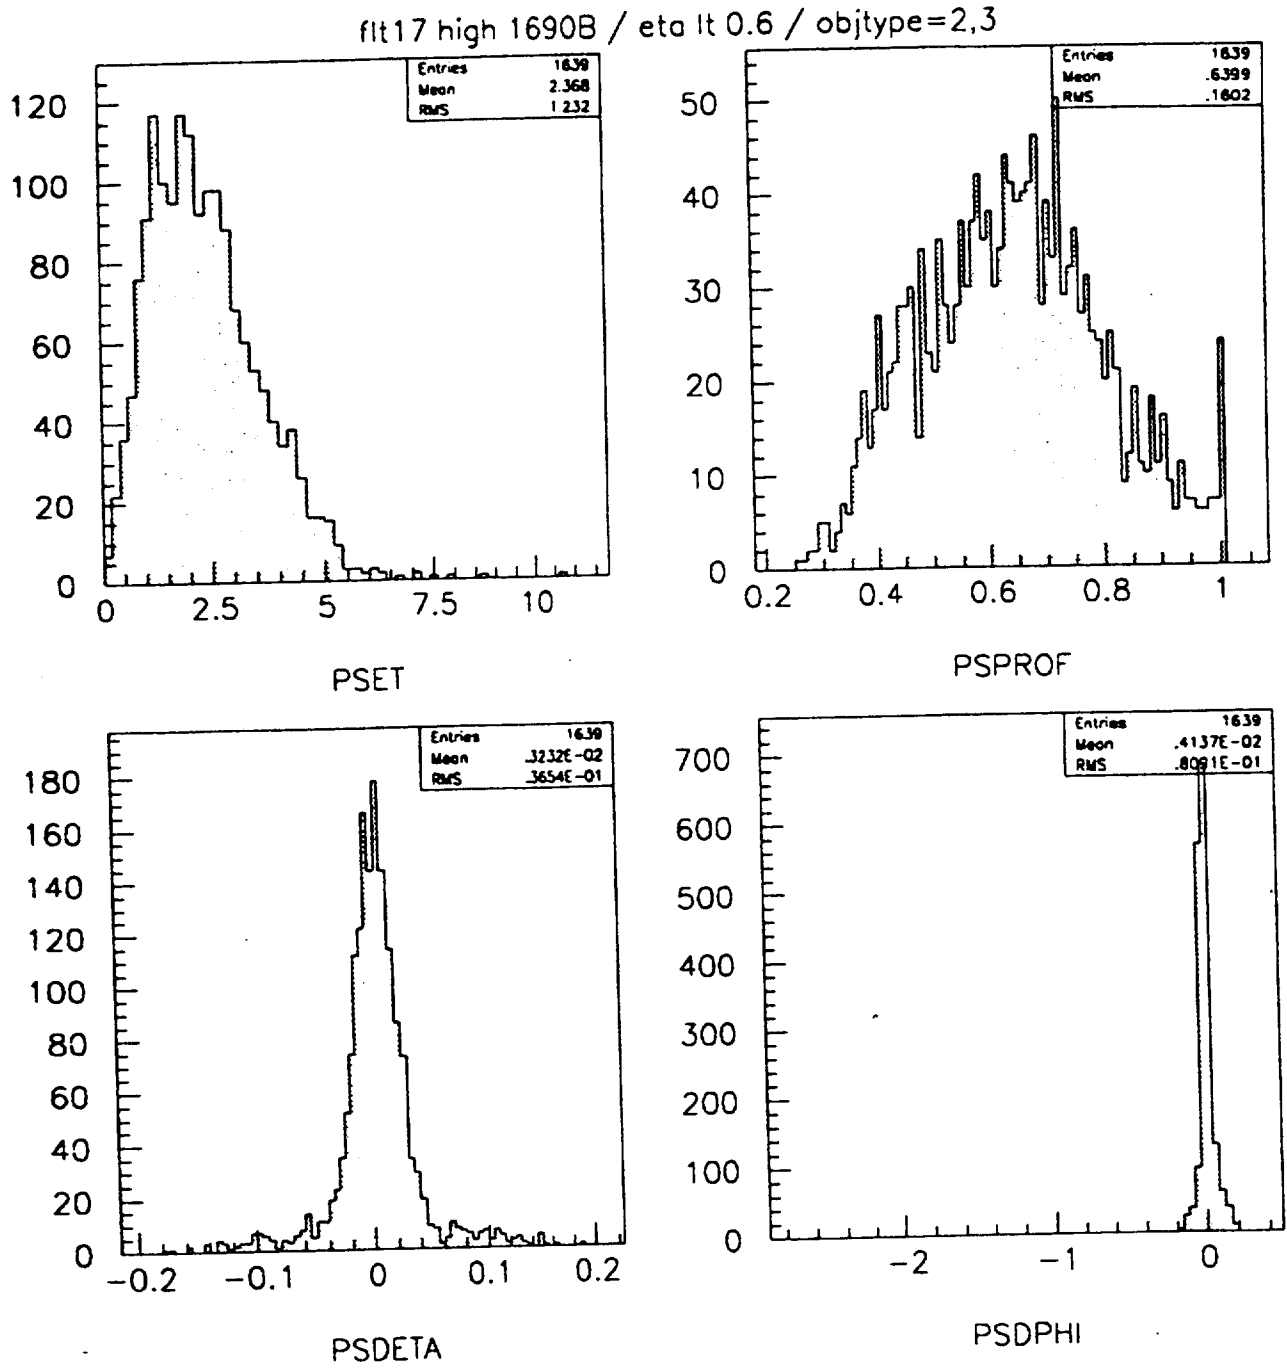 flt17 high 1690B / eta lt 0.6 / objtype=2,3
Entries 1639
Mean 2.368
RMS 1.232
120
100
80
60
40
20
0
0 2.5 5 7.5 10
PSET
Entries 1639
Mean .6399
RMS .1602
50
40
30
20
10
0
0.2 0.4 0.6 0.8 1
PSPROF
Entries 1639
Mean .3232E-02
RMS .3654E-01
180
160
140
120
100
80
60
40
20
0
-0.2 -0.1 0 0.1 0.2
PSDETA
Entries 1639
Mean .4137E-02
RMS .8091E-01
700
600
500
400
300
200
100
0
-2 -1 0
PSDPHI